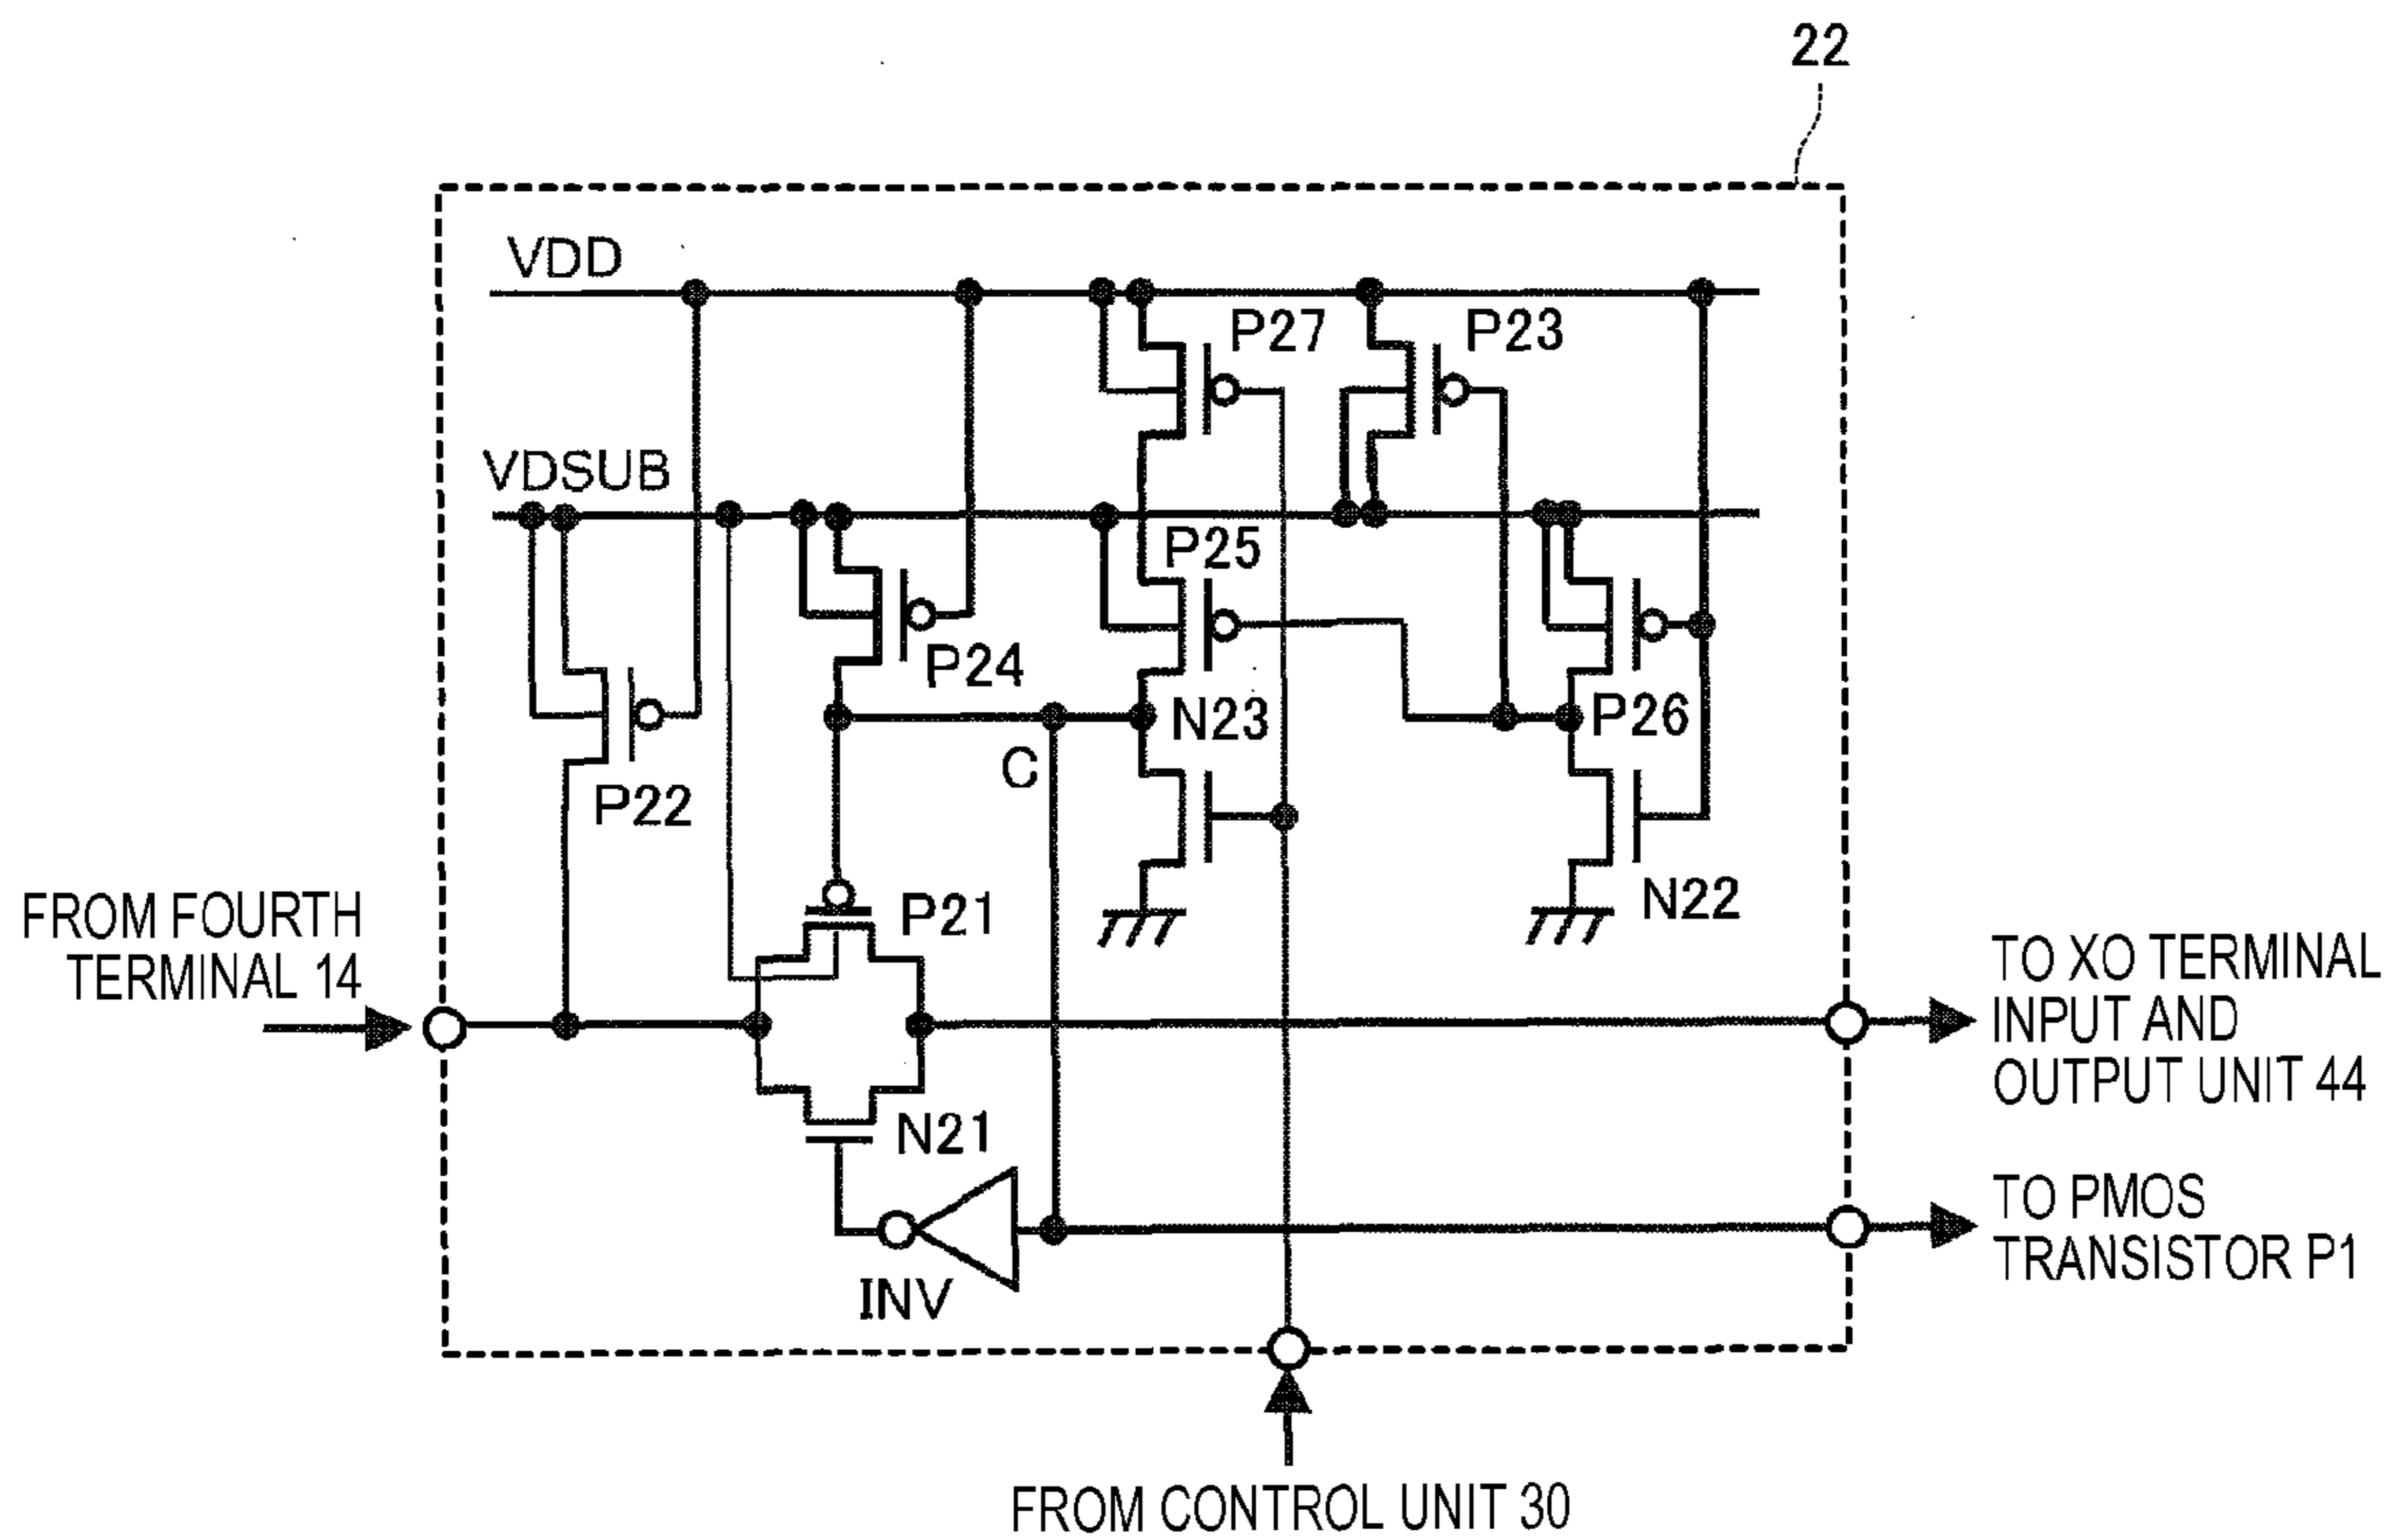 22
VDD
P27
P23
VDSUB
P25
P24
N23
P26
C
P22
P21
N22
FROM FOURTH
TERMINAL 14
TO XO TERMINAL
INPUT AND
OUTPUT UNIT 44
N21
TO PMOS
TRANSISTOR P1
INV
FROM CONTROL UNIT 30